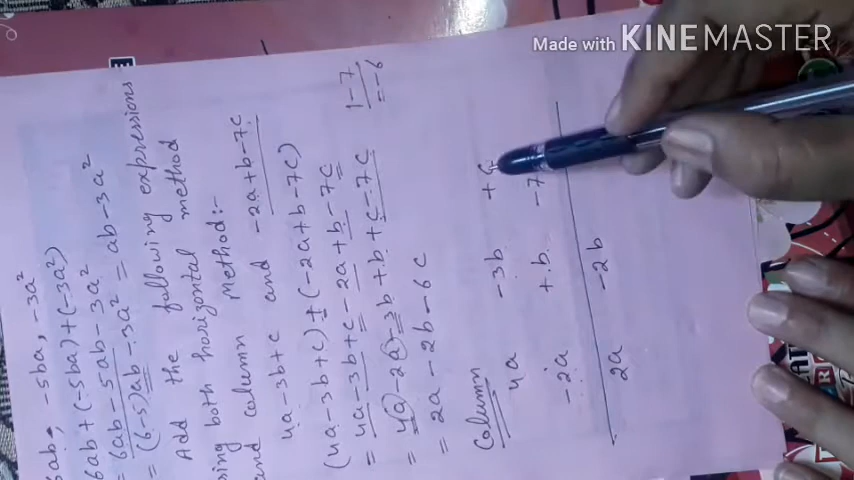 6ab, -5ba, -3a²
6ab + (-5ba) + (-3a²)
= 6ab - 5ab - 3a²
= (6-5)ab - 3a² = ab - 3a²
Add the following expressions
using both horizontal method
and column method:-
4a-3b+c and -2a+b-7c
(4a-3b+c) + (-2a+b-7c)
= 4a-3b+c-2a+b-7c
= 4a-2a-3b+b+c-7c
1-7
=-6
= 2a-2b-6c
Column
4a -3b +c
-2a +b -7
2a -2b
Made with KINEMASTER